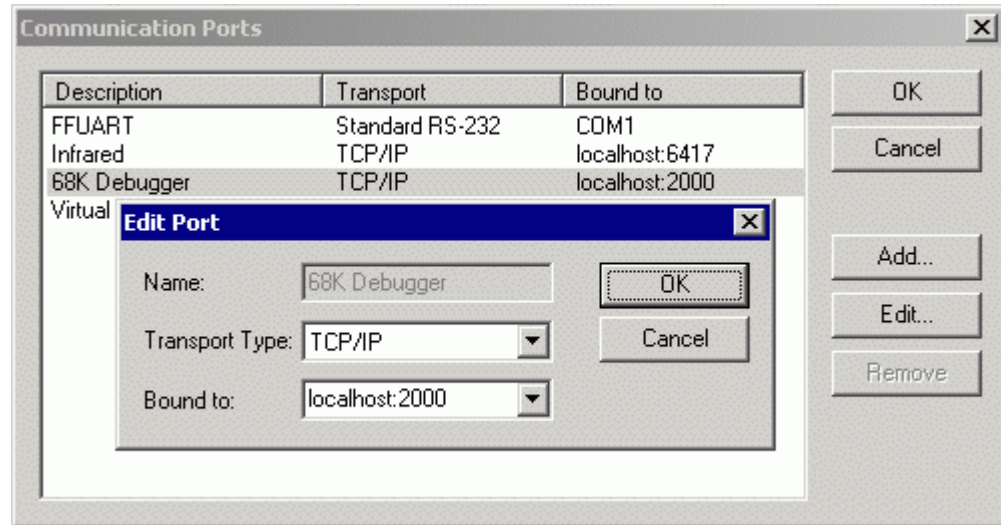 Communication Ports
Description Transport Bound to
FFUART Standard RS-232 COM1
Infrared TCP/IP localhost:6417
68K Debugger TCP/IP localhost:2000
Virtual
OK
Cancel
Add...
Edit...
Remove
Edit Port
Name: 68K Debugger
Transport Type: TCP/IP
Bound to: localhost:2000
OK
Cancel